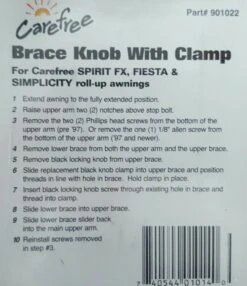 Carefree
Part# 901022
Brace Knob With Clamp
For Carefree SPIRIT FX, FIESTA &
SIMPLICITY roll-up awnings
1 Extend awning to the fully extended position.
2 Raise upper arm two (2) notches above stop bolt.
3 Remove the two (2) Phillips head screws from the bottom of the
upper arm (pre '97). Or remove the one (1) 1/8" allen screw from
the bottom of the upper arm ('97 and newer).
4 Remove lower brace from both the upper arm and the upper brace.
5 Remove black locking knob from upper brace.
6 Slide replacement black knob clamp into upper brace and position
threads in line with hole in brace. Hold clamp in place.
7 Insert black locking knob screw through existing hole in brace and
thread into clamp.
8 Slide lower brace into upper brace.
9 Slide lower brace slider back
into the main upper arm.
10 Reinstall screws removed
in step #3.
7 40544 01014 0